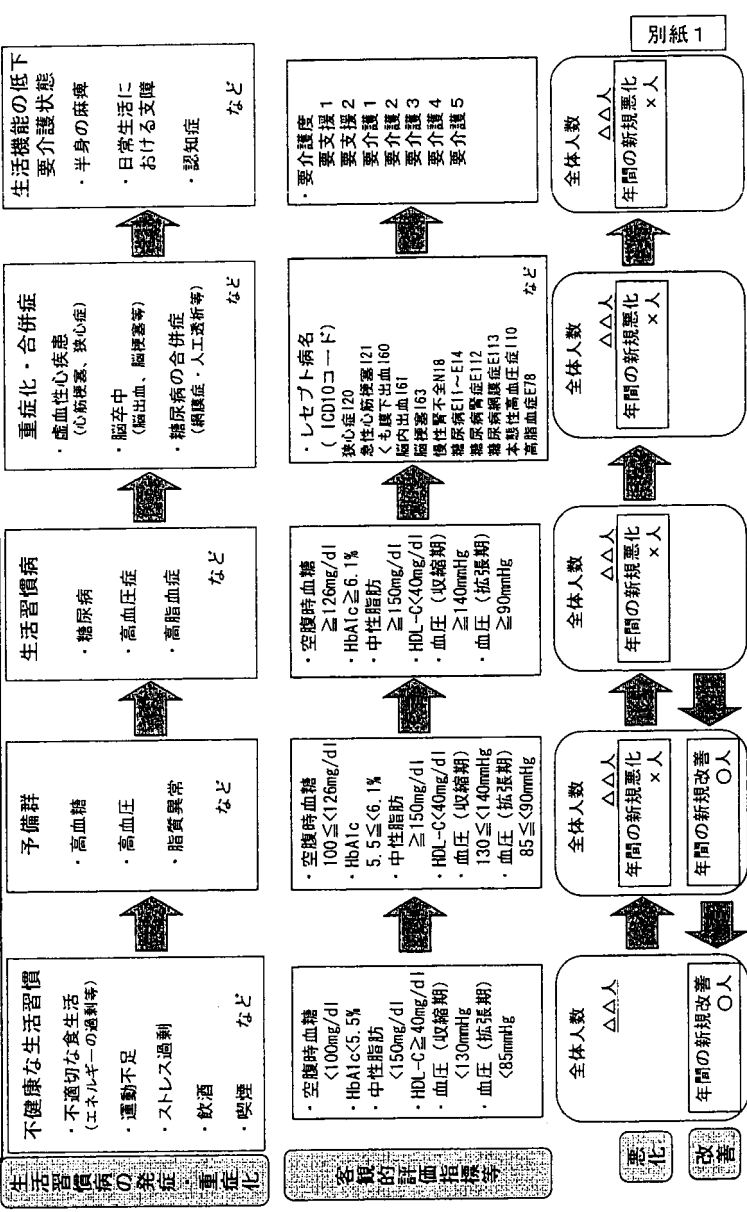 別紙1
生活習慣病の発症・重症化
不健康な生活習慣
・不適切な食生活
(エネルギーの過剰等)
・運動不足
・ストレス過剰
・飲酒
・喫煙
など
予備群
・高血糖
・高血圧
・脂質異常
など
生活習慣病
・糖尿病
・高血圧症
・高脂血症
など
重症化・合併症
・虚血性心疾患
(心筋梗塞、狭心症)
・脳卒中
(脳出血、脳梗塞等)
・糖尿病の合併症
(網膜症・人工透析等)
など
生活機能の低下
要介護状態
・半身の麻痺
・日常生活に
おける支障
・認知症
など
客観的評価指標等
・空腹時血糖
<100mg/dl
・HbA1c<5.5%
・中性脂肪
<150mg/dl
・HDL-C≧40mg/dl
・血圧(収縮期)
<130mmHg
・血圧(拡張期)
<85mmHg
・空腹時血糖
100≦<126mg/dl
・HbA1c
5.5≦<6.1%
・中性脂肪
≧150mg/dl
・HDL-C<40mg/dl
・血圧(収縮期)
130≦<140mmHg
・血圧(拡張期)
85≦<90mmHg
・空腹時血糖
≧126mg/dl
・HbA1c≧6.1%
・中性脂肪
≧150mg/dl
・HDL-C<40mg/dl
・血圧(収縮期)
≧140mmHg
・血圧(拡張期)
≧90mmHg
・レセプト病名
(ICD10コード)
狭心症I20
急性心筋梗塞I21
くも膜下出血I60
脳内出血I61
脳梗塞I63
慢性腎不全N18
糖尿病E11~E14
糖尿病腎症E112
糖尿病網膜症E113
本態性高血圧症I10
高脂血症E78
など
・要介護度
要支援1
要支援2
要介護1
要介護2
要介護3
要介護4
要介護5
悪化
改善
全体人数
△△人
年間の新規改善
○人
全体人数
△△人
年間の新規悪化
×人
年間の新規改善
○人
全体人数
△△人
年間の新規悪化
×人
全体人数
△△人
年間の新規悪化
×人
全体人数
△△人
年間の新規悪化
×人